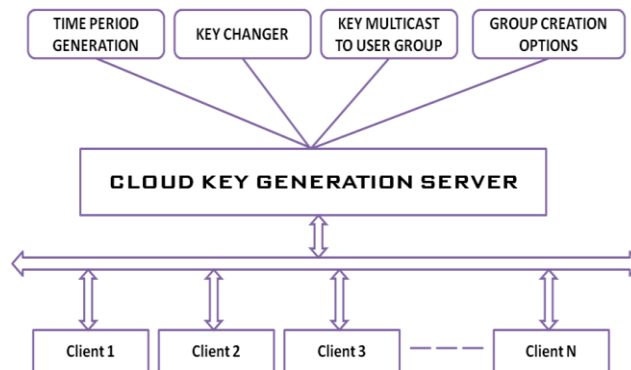 TIME PERIOD
GENERATION
KEY CHANGER
KEY MULTICAST
TO USER GROUP
GROUP CREATION
OPTIONS
CLOUD KEY GENERATION SERVER
Client 1
Client 2
Client 3
Client N